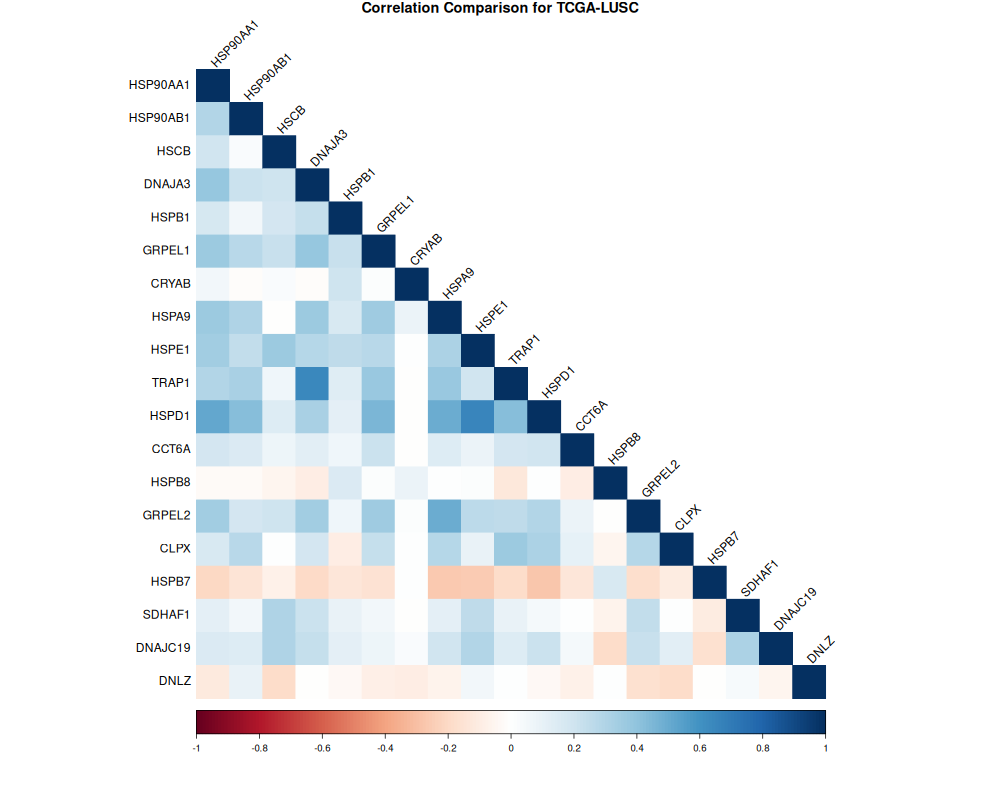 Correlation Comparison for TCGA-LUSC
HSP90AA1
HSP90AB1
HSCB
DNAJA3
HSPB1
GRPEL1
CRYAB
HSPA9
HSPE1
TRAP1
HSPD1
CCT6A
HSPB8
GRPEL2
CLPX
HSPB7
SDHAF1
DNAJC19
DNLZ
HSP90AA1
HSP90AB1
HSCB
DNAJA3
HSPB1
GRPEL1
CRYAB
HSPA9
HSPE1
TRAP1
HSPD1
CCT6A
HSPB8
GRPEL2
CLPX
HSPB7
SDHAF1
DNAJC19
DNLZ
-1 -0.8 -0.6 -0.4 -0.2 0 0.2 0.4 0.6 0.8 1